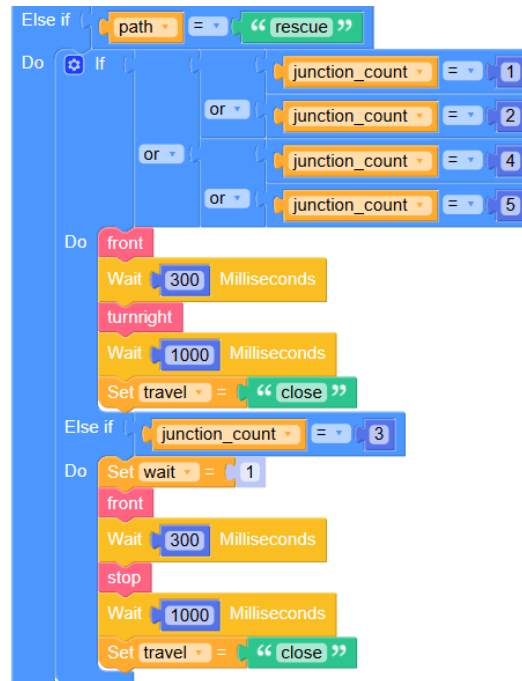 Else if path = “ rescue ”
Do If junction_count = 1
or junction_count = 2
or junction_count = 4
or junction_count = 5
Do front
Wait 300 Milliseconds
turnright
Wait 1000 Milliseconds
Set travel = “ close ”
Else if junction_count = 3
Do Set wait = 1
front
Wait 300 Milliseconds
stop
Wait 1000 Milliseconds
Set travel = “ close ”